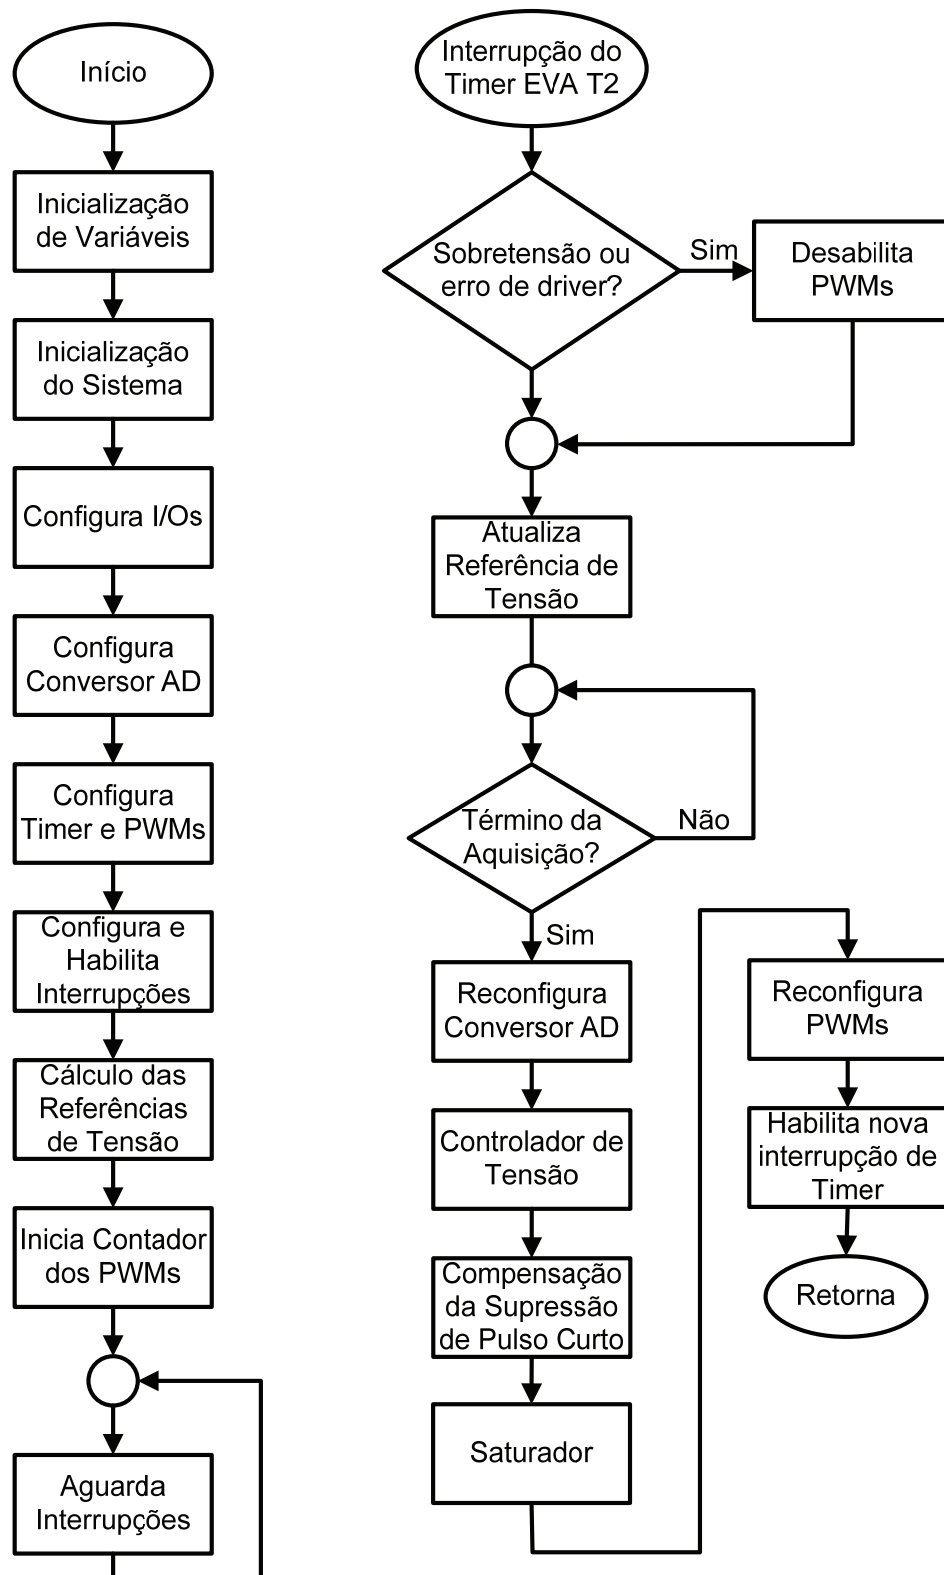 Início
Inicialização
de Variáveis
Inicialização
do Sistema
Configura I/Os
Configura
Conversor AD
Configura
Timer e PWMs
Configura e
Habilita
Interrupções
Cálculo das
Referências
de Tensão
Inicia Contador
dos PWMs
Aguarda
Interrupções
Interrupção do
Timer EVA T2
Sobretensão ou
erro de driver?
Sim
Desabilita
PWMs
Atualiza
Referência de
Tensão
Término da
Aquisição?
Não
Sim
Reconfigura
Conversor AD
Controlador de
Tensão
Compensação
da Supressão
de Pulso Curto
Saturador
Reconfigura
PWMs
Habilita nova
interrupção de
Timer
Retorna